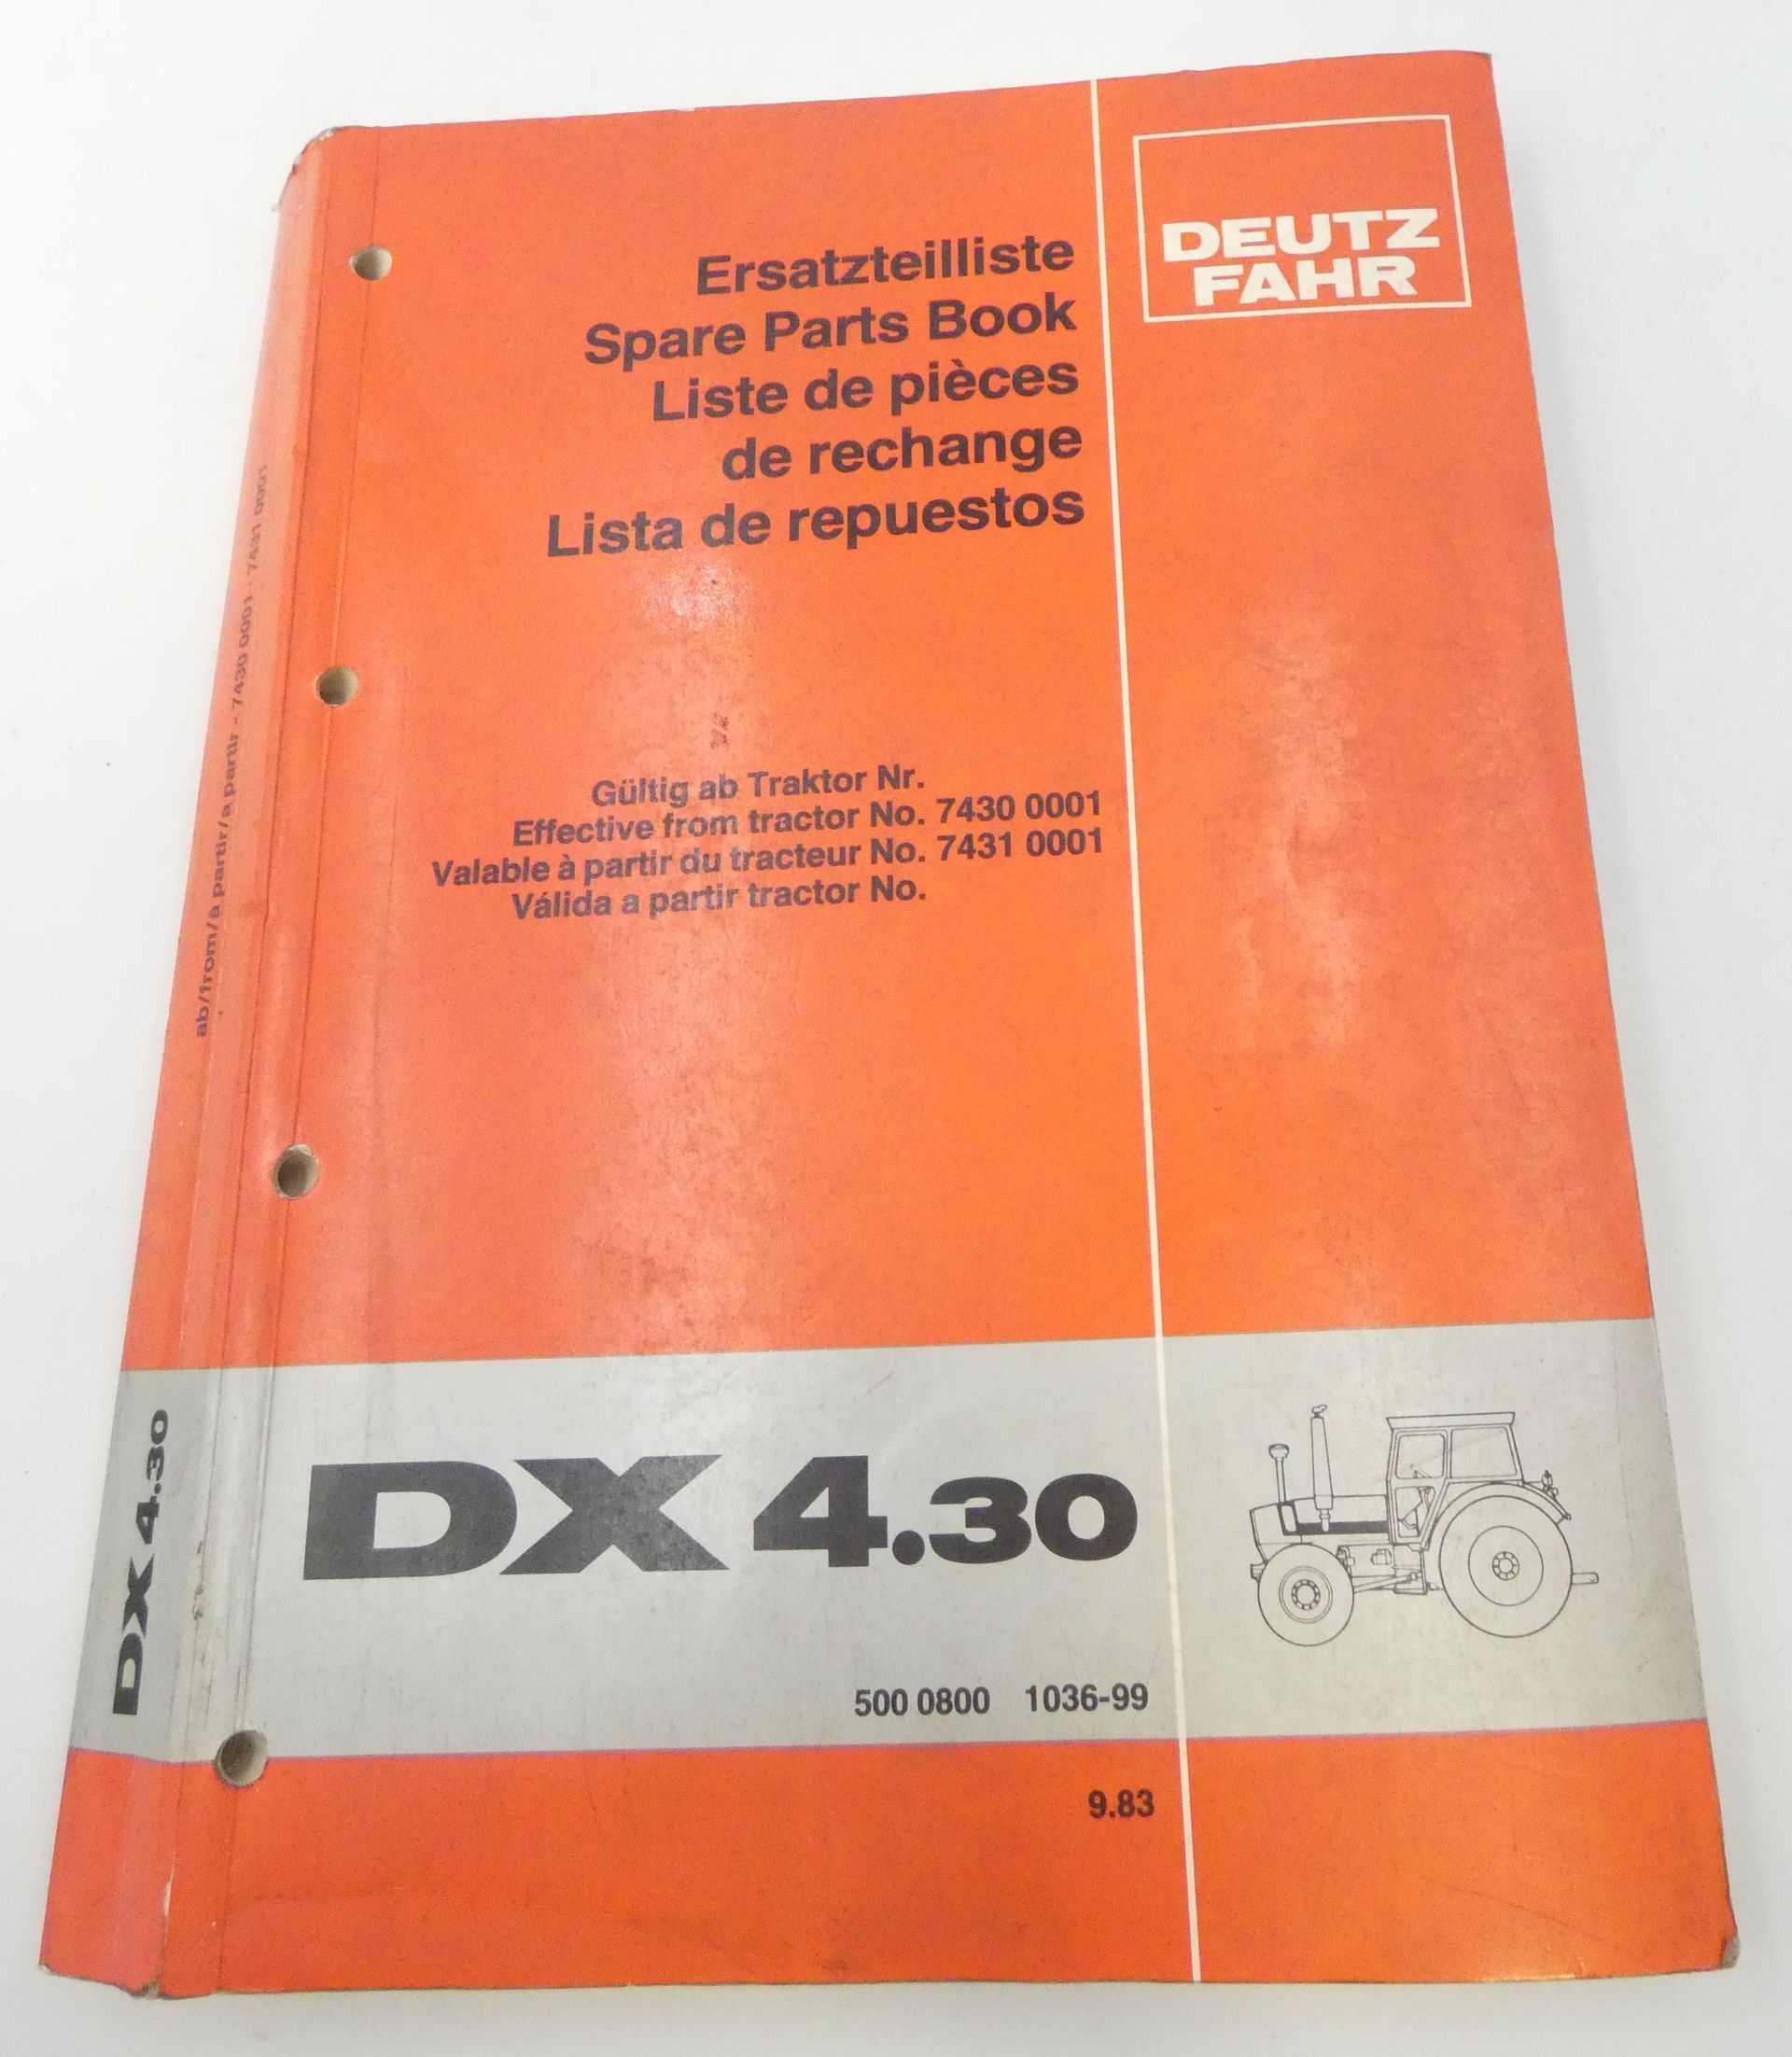 DEUTZ
FAHR
Ersatzteilliste
Spare Parts Book
Liste de pièces
de rechange
Lista de repuestos
Gültig ab Traktor Nr.
Effective from tractor No. 7430 0001
Valable à partir du tracteur No. 7431 0001
Válida a partir tractor No.
DX 4.30
500 0800 1036-99
9.83
ab/from/à partir/a partir - 7430 0001 · 7431 0001
DX 4.30